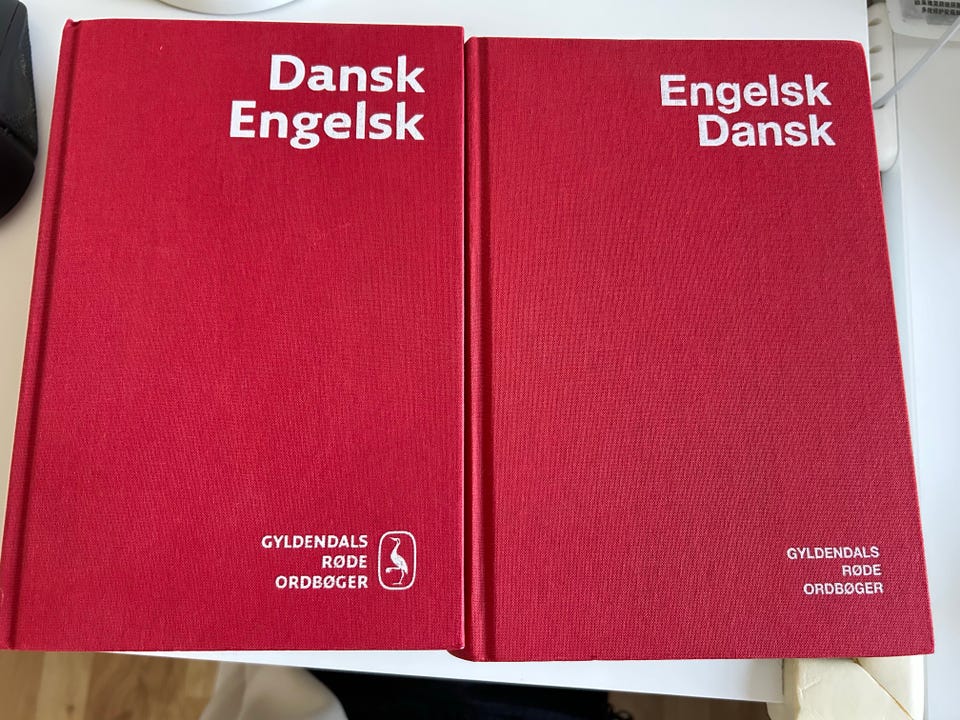 Dansk
Engelsk
GYLDENDALS
RØDE
ORDBØGER
Engelsk
Dansk
GYLDENDALS
RØDE
ORDBØGER